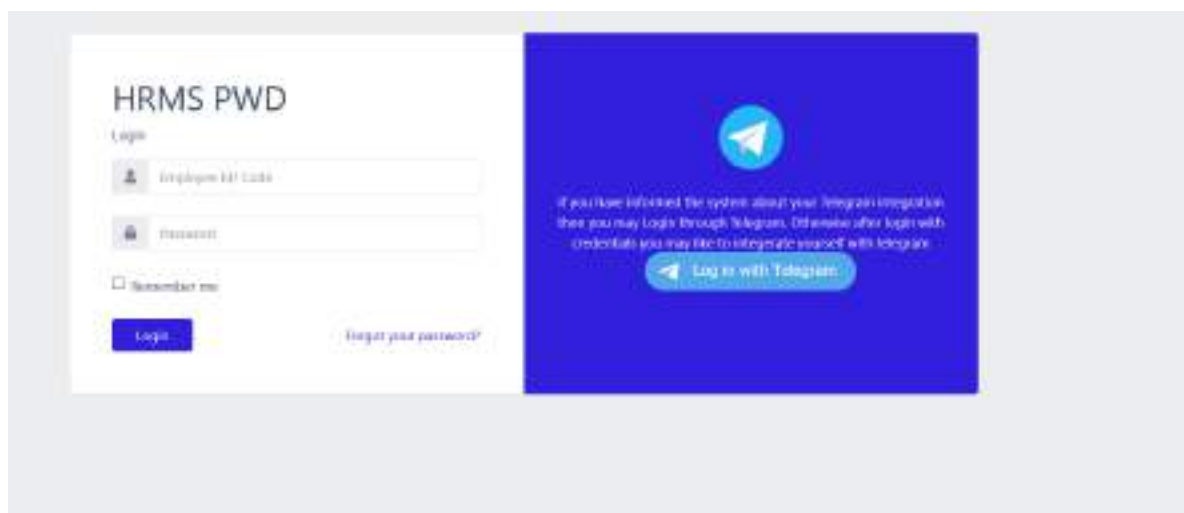 HRMS PWD
Login
Employee
Password
Remember me
Login
Forgot your password?
If you have informed the system about your Telegram integration
then you may Login through Telegram. Otherwise after login with
credentials you may like to integerate yourself with telegram
Log in with Telegram